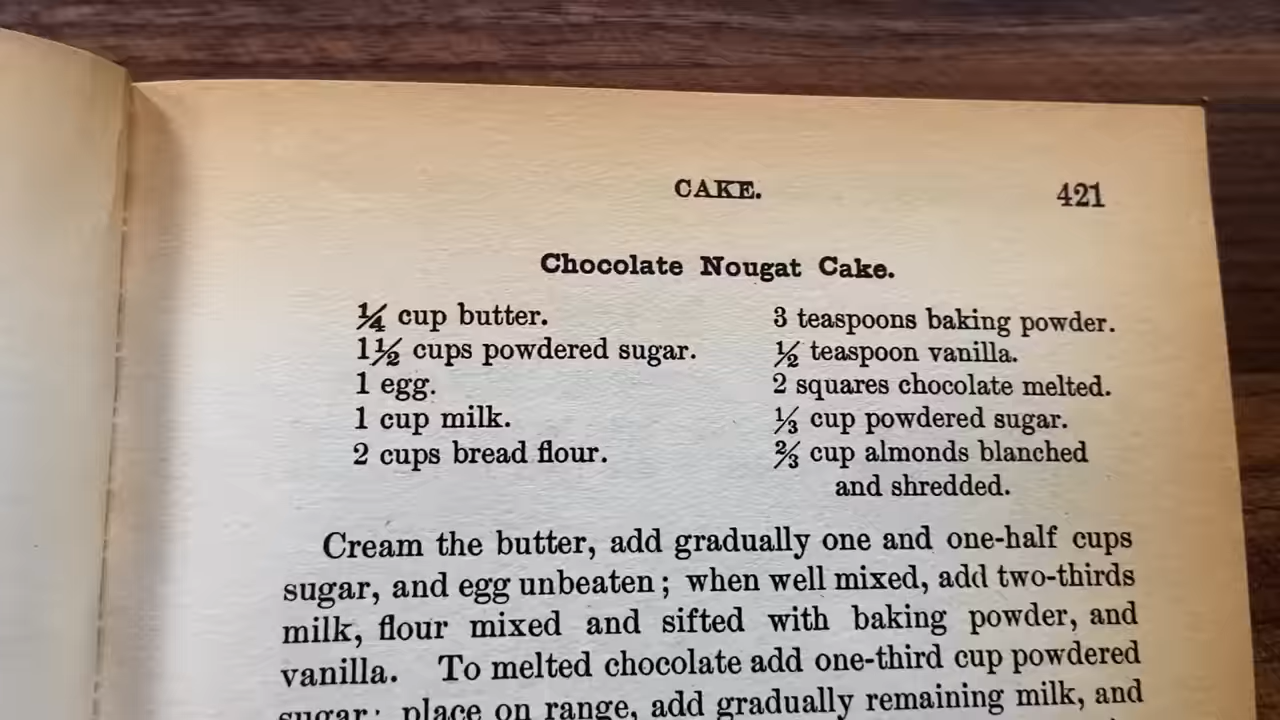 CAKE. 421
Chocolate Nougat Cake.
¼ cup butter.
1½ cups powdered sugar.
1 egg.
1 cup milk.
2 cups bread flour.
3 teaspoons baking powder.
½ teaspoon vanilla.
2 squares chocolate melted.
⅓ cup powdered sugar.
⅔ cup almonds blanched
and shredded.
Cream the butter, add gradually one and one-half cups
sugar, and egg unbeaten; when well mixed, add two-thirds
milk, flour mixed and sifted with baking powder, and
vanilla. To melted chocolate add one-third cup powdered
sugar; place on range, add gradually remaining milk, and